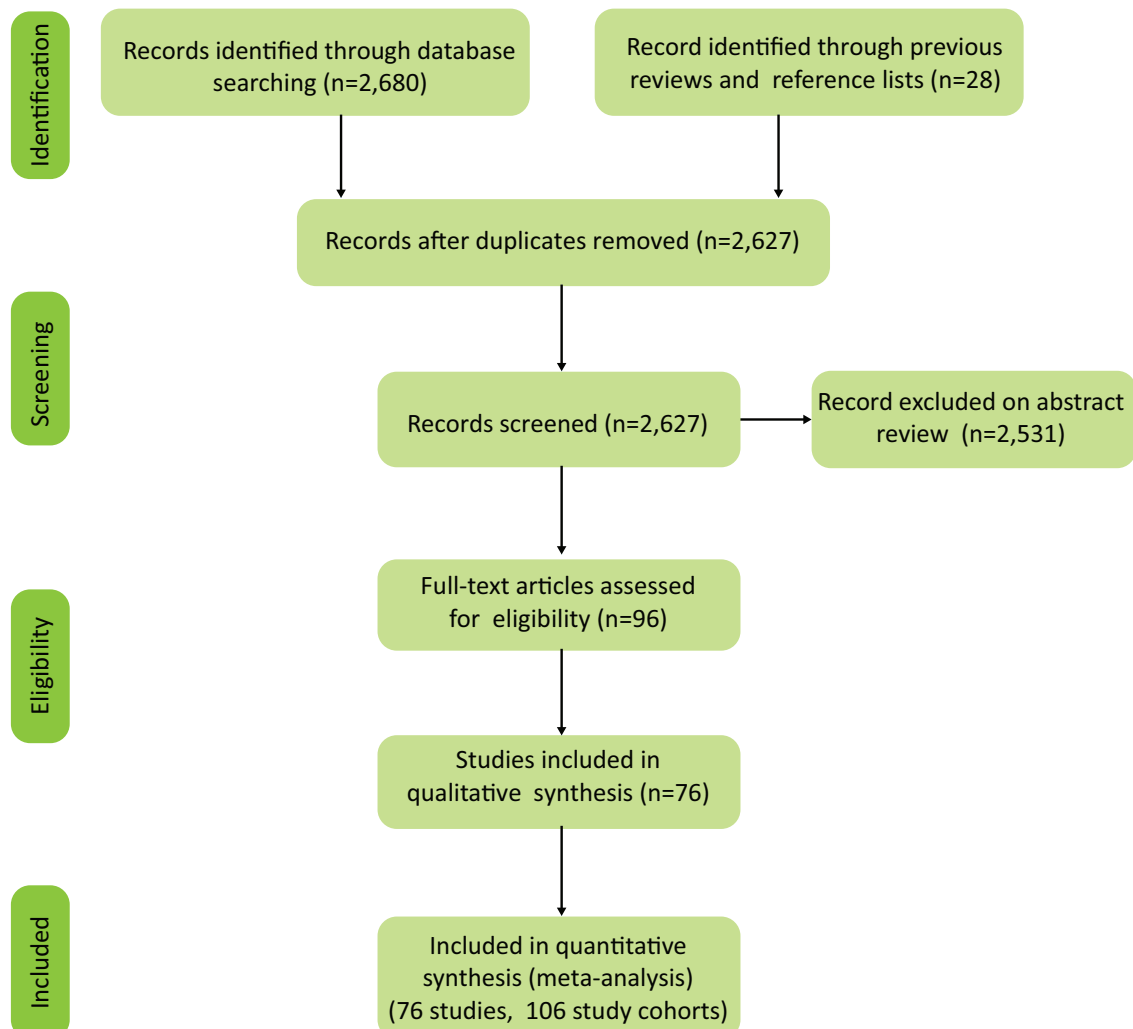 Identification
Records identified through database
searching (n=2,680)
Record identified through previous
reviews and reference lists (n=28)
Records after duplicates removed (n=2,627)
Screening
Records screened (n=2,627)
Record excluded on abstract
review (n=2,531)
Eligibility
Full-text articles assessed
for eligibility (n=96)
Studies included in
qualitative synthesis (n=76)
Included
Included in quantitative
synthesis (meta-analysis)
(76 studies, 106 study cohorts)